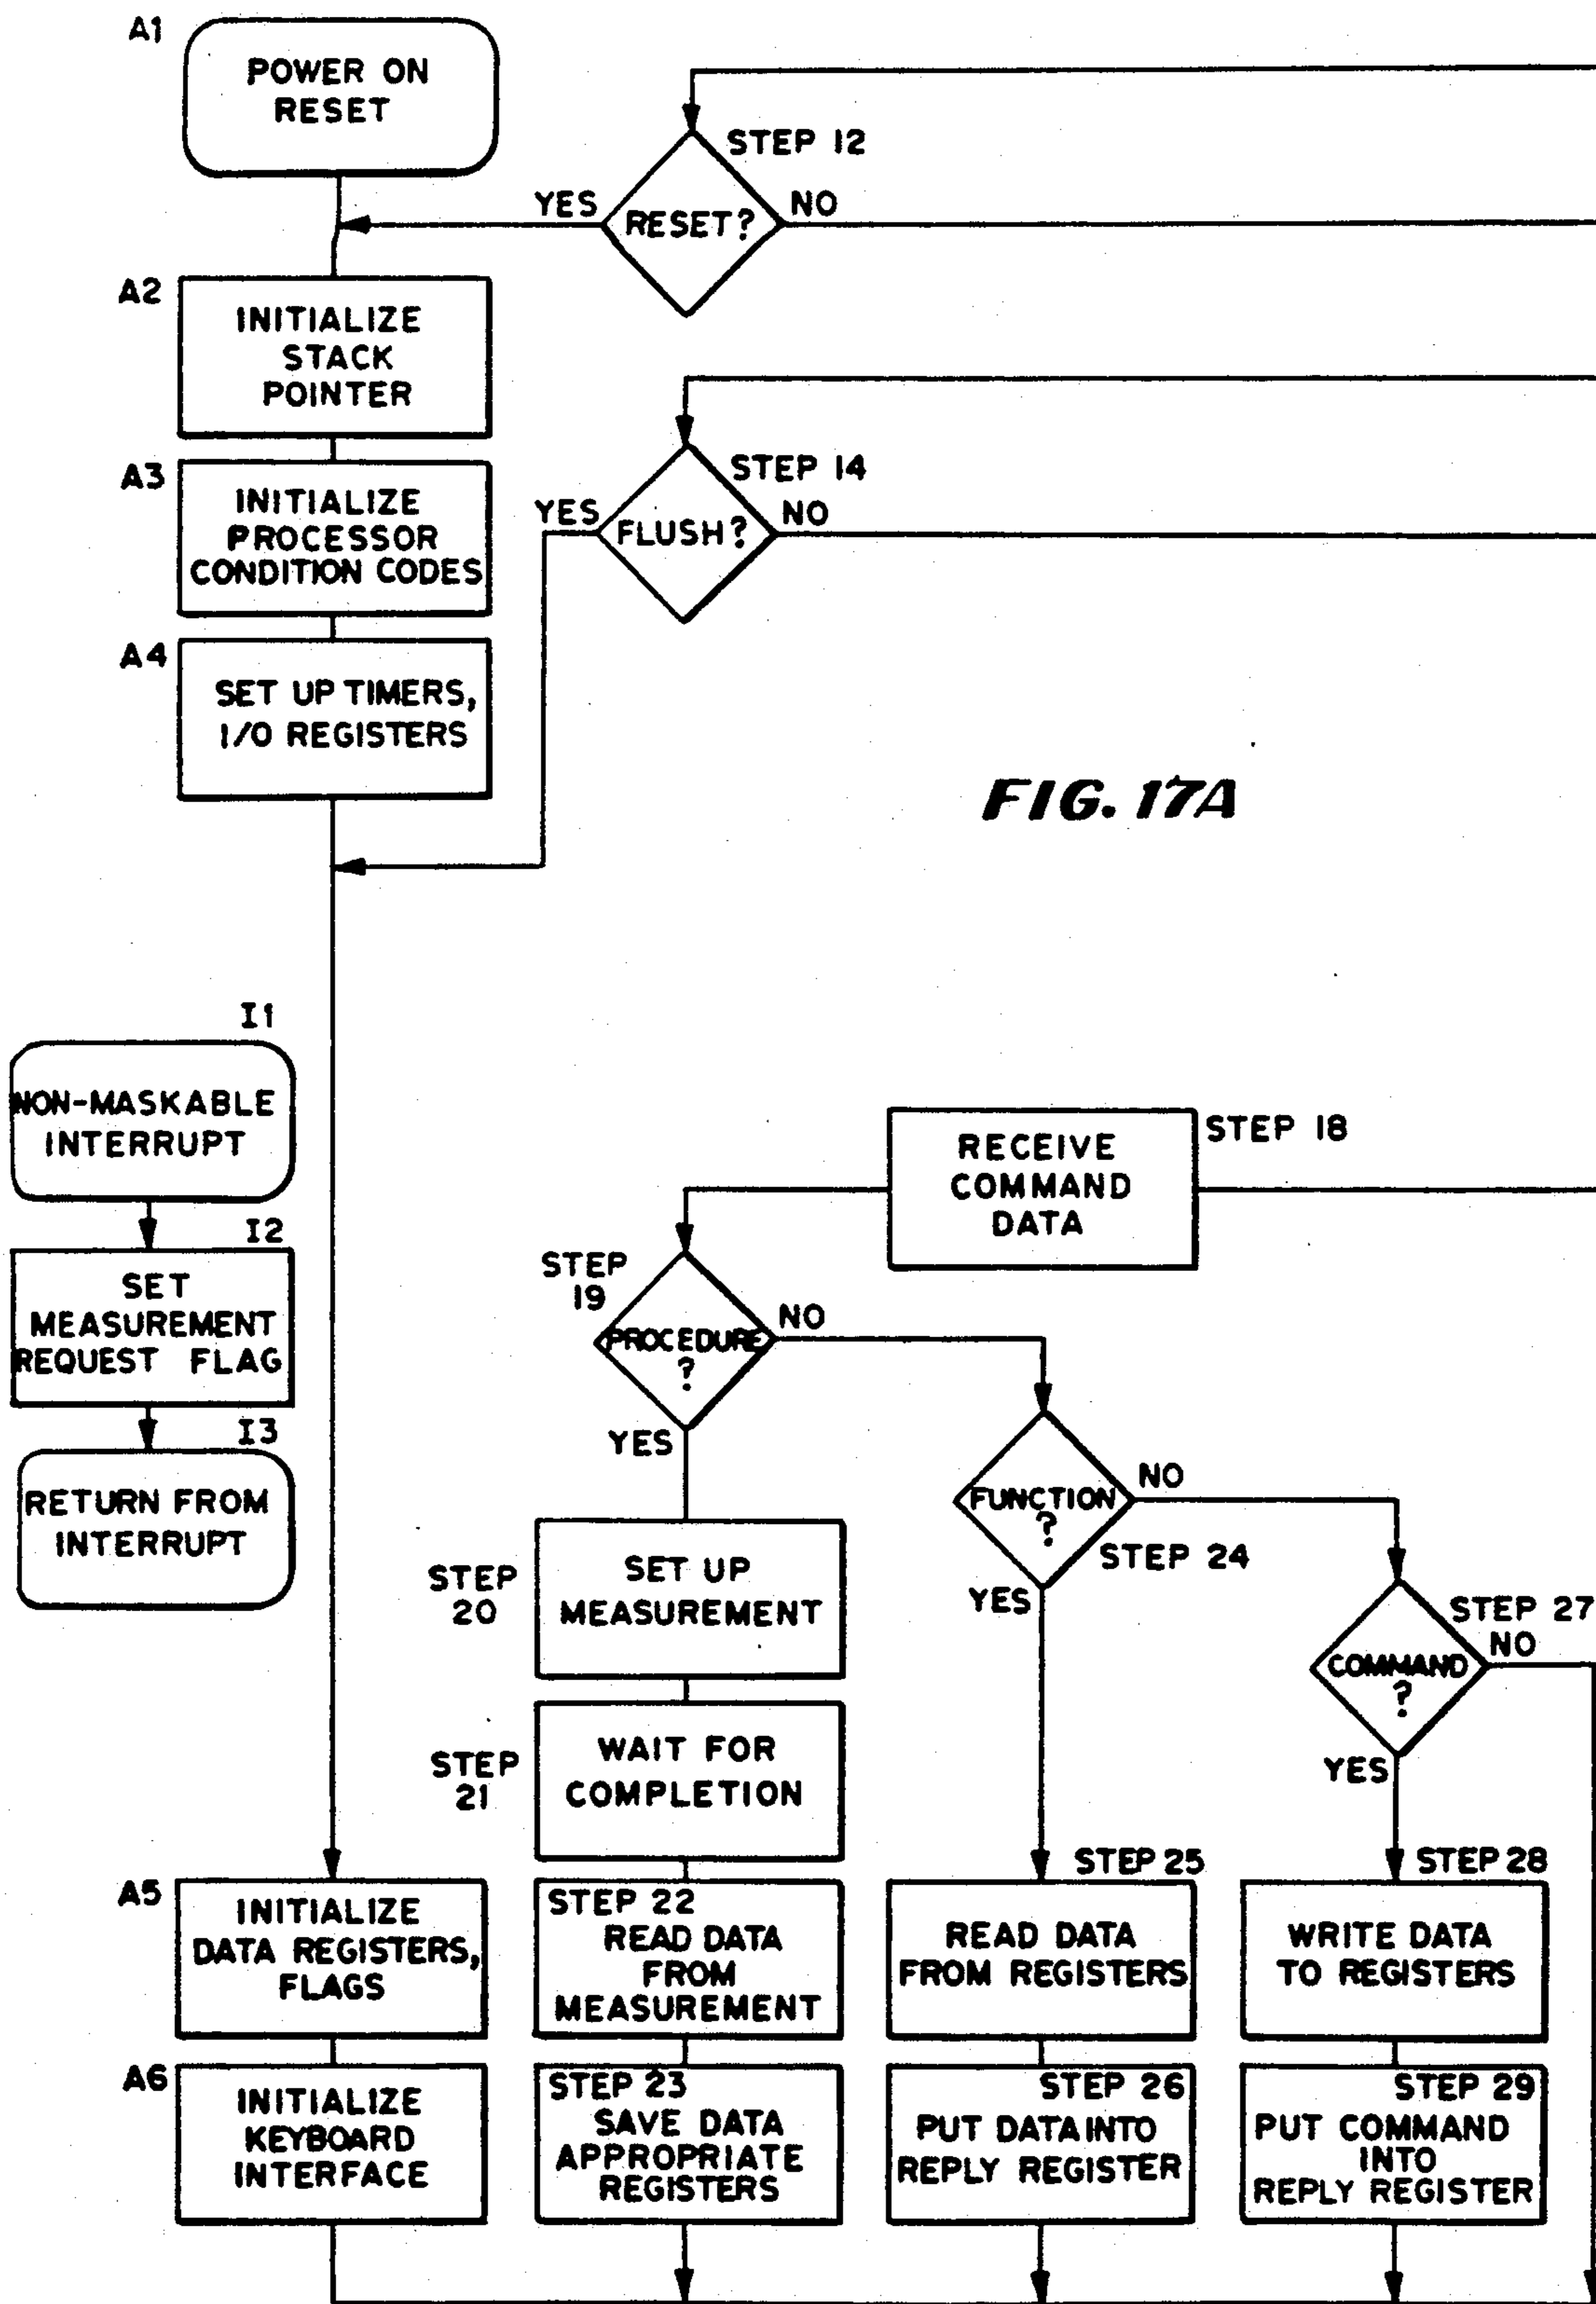 A1
POWER ON
RESET
STEP 12
YES
RESET?
NO
A2
INITIALIZE
STACK
POINTER
A3
INITIALIZE
PROCESSOR
CONDITION CODES
STEP 14
YES
FLUSH?
NO
A4
SET UP TIMERS,
I/O REGISTERS
FIG. 17A
I1
NON-MASKABLE
INTERRUPT
I2
SET
MEASUREMENT
REQUEST FLAG
I3
RETURN FROM
INTERRUPT
RECEIVE
COMMAND
DATA
STEP 18
STEP
19
PROCEDURE
?
NO
YES
FUNCTION
?
NO
STEP 24
YES
STEP 27
NO
COMMAND
?
YES
STEP
20
SET UP
MEASUREMENT
STEP
21
WAIT FOR
COMPLETION
A5
INITIALIZE
DATA REGISTERS,
FLAGS
STEP 22
READ DATA
FROM
MEASUREMENT
STEP 25
READ DATA
FROM REGISTERS
STEP 28
WRITE DATA
TO REGISTERS
A6
INITIALIZE
KEYBOARD
INTERFACE
STEP 23
SAVE DATA
APPROPRIATE
REGISTERS
STEP 26
PUT DATA INTO
REPLY REGISTER
STEP 29
PUT COMMAND
INTO
REPLY REGISTER